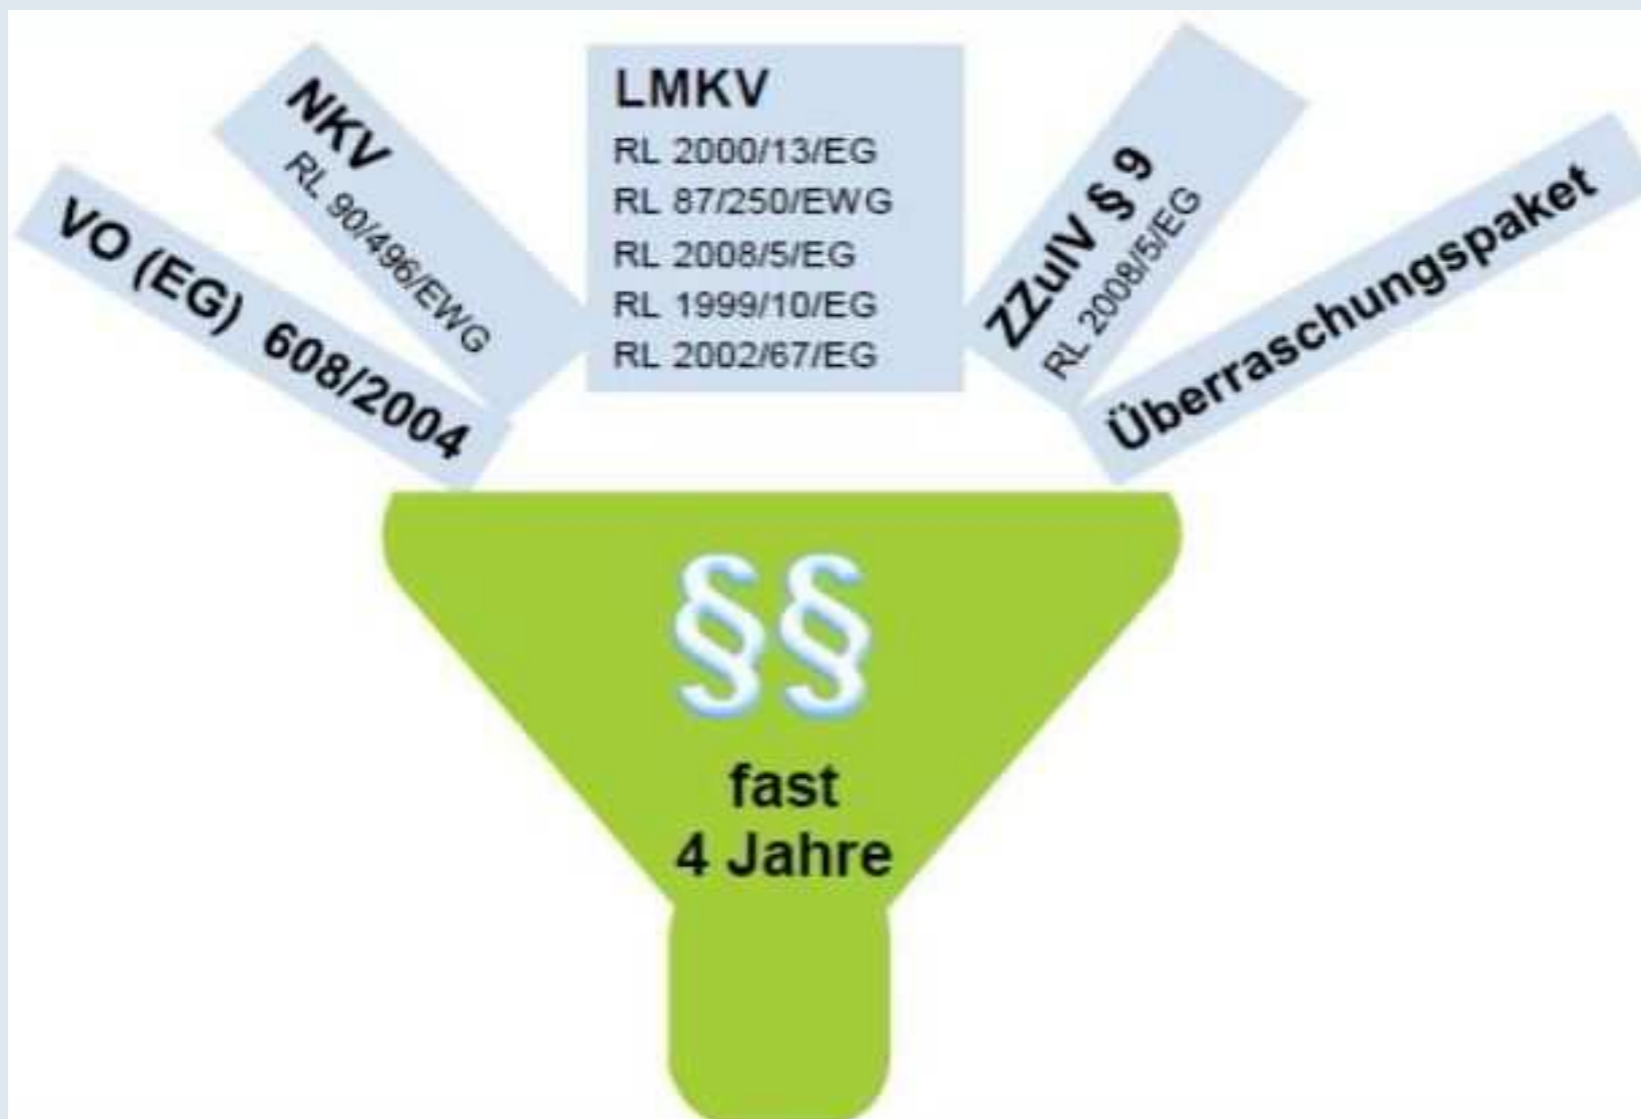 VO (EG) 608/2004
NKV
RL 90/496/EWG
LMKV
RL 2000/13/EG
RL 87/250/EWG
RL 2008/5/EG
RL 1999/10/EG
RL 2002/67/EG
ZZulV § 9
RL 2008/5/EG
Überraschungspaket
§§
fast
4 Jahre